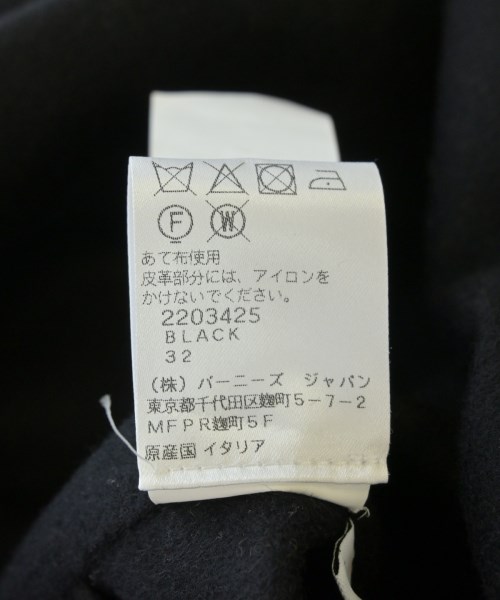 F W
あて布使用
皮革部分には、アイロンを
かけないでください。
2203425
BLACK
32
（株）バーニーズ ジャパン
東京都千代田区麹町5-7-2
MFPR麹町5F
原産国 イタリア